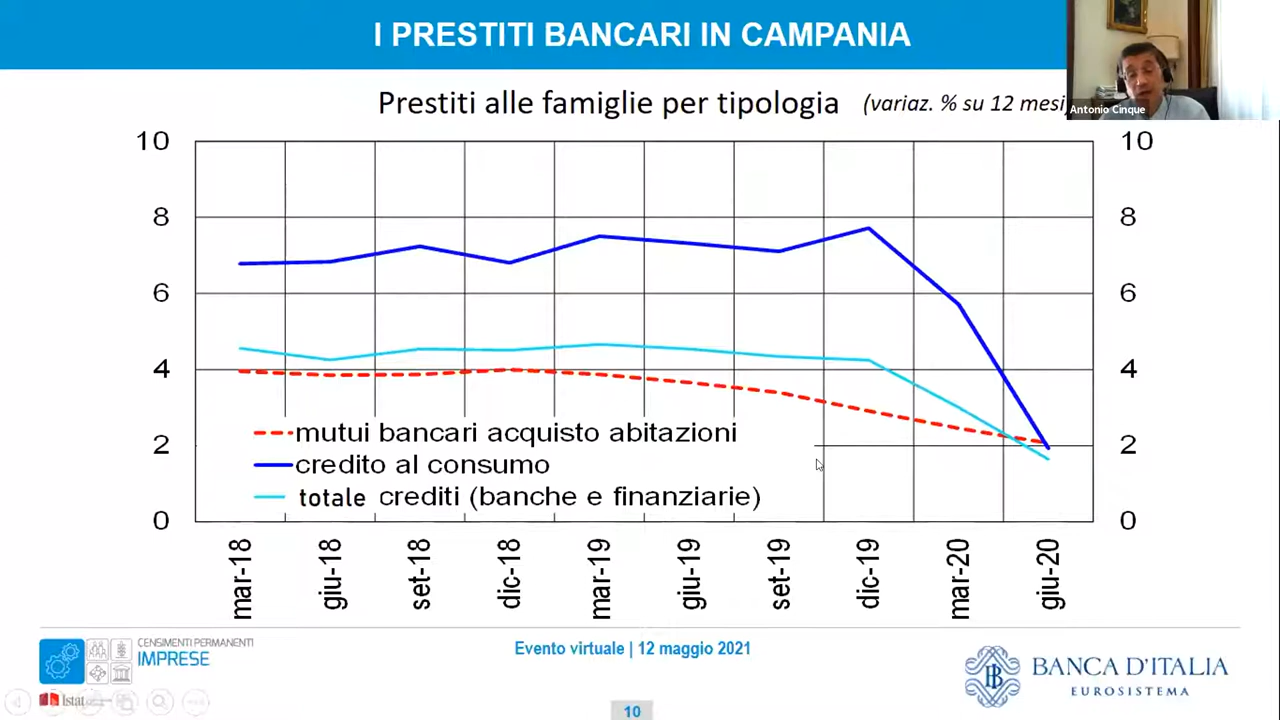 I PRESTITI BANCARI IN CAMPANIA
Prestiti alle famiglie per tipologia (variaz. % su 12 mesi)
Antonio Cinque
10 10
8 8
6 6
4 4
2 2
0 0
mutui bancari acquisto abitazioni
credito al consumo
totale crediti (banche e finanziarie)
mar-18 giu-18 set-18 dic-18 mar-19 giu-19 set-19 dic-19 mar-20 giu-20
CENSIMENTI PERMANENTI
IMPRESE
Istat
Evento virtuale | 12 maggio 2021
BANCA D'ITALIA
EUROSISTEMA
10